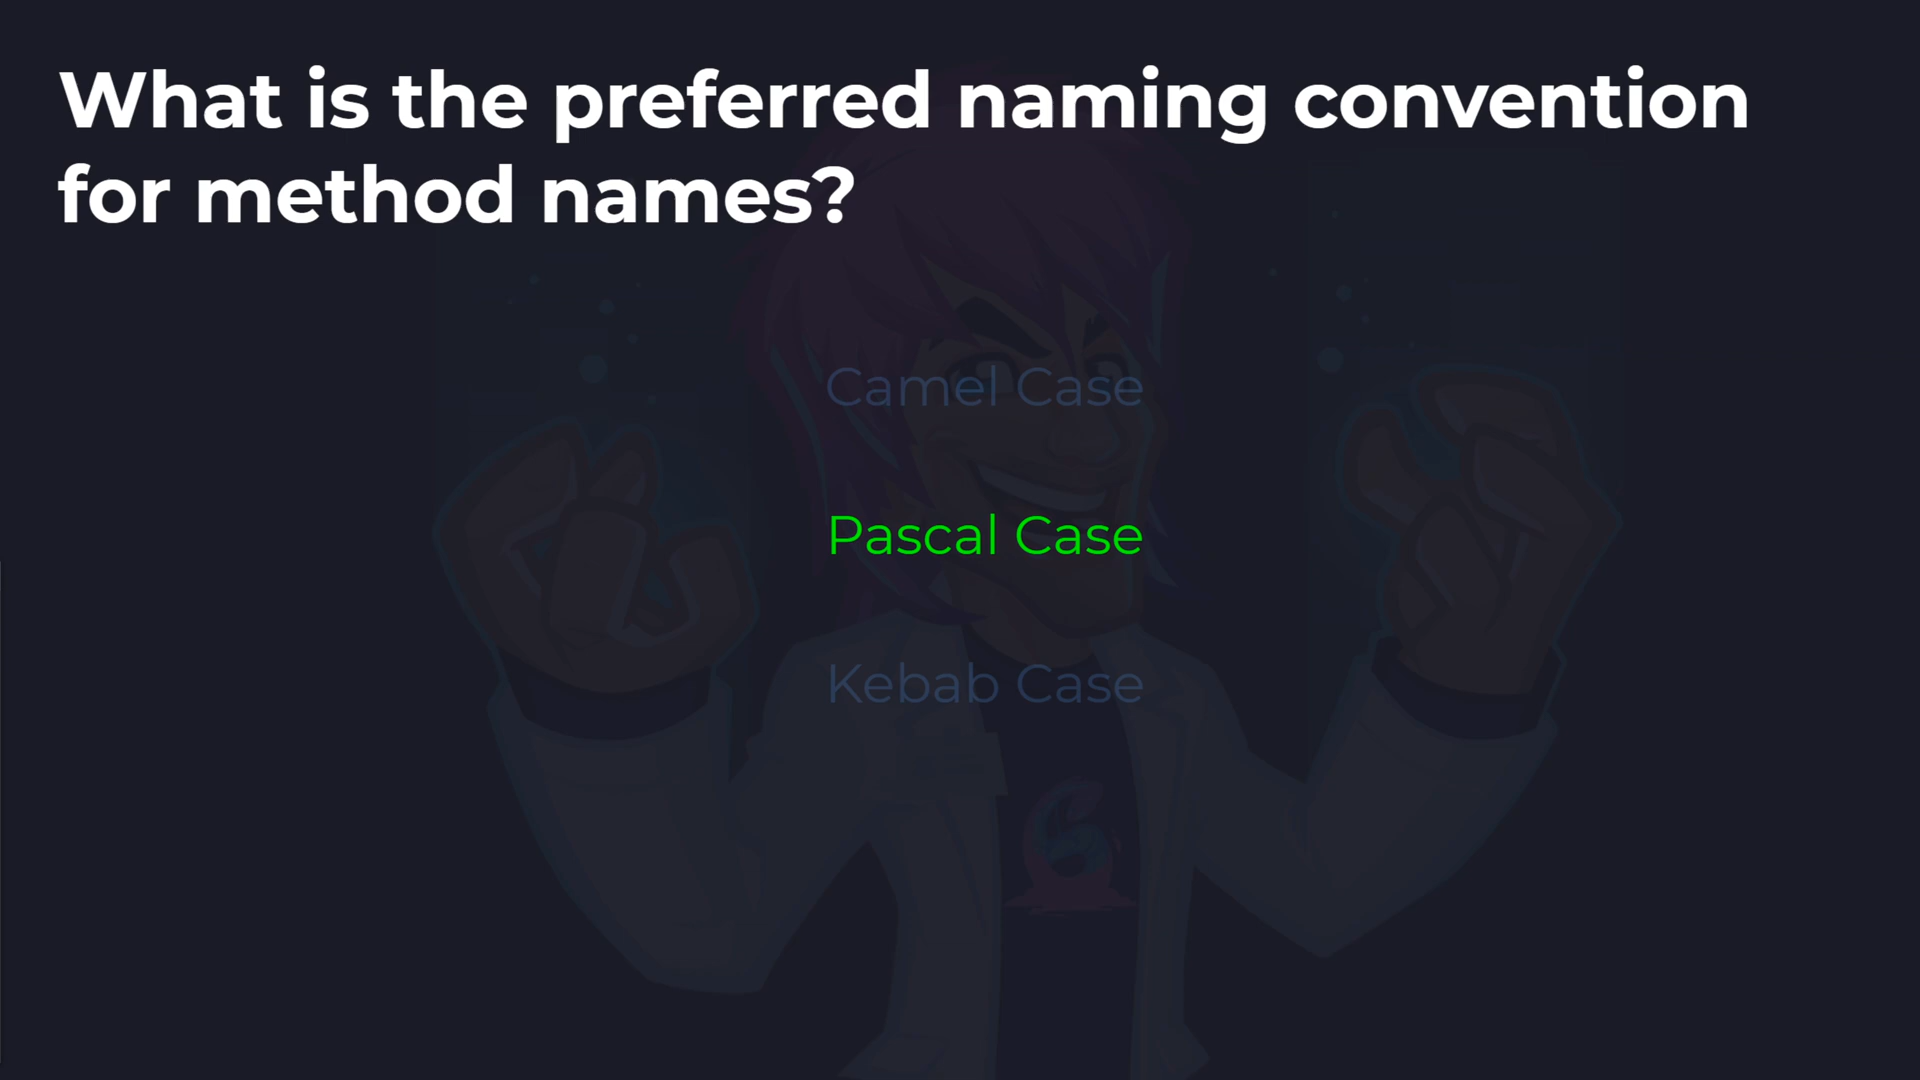 What is the preferred naming convention
for method names?
Camel Case
Pascal Case
Kebab Case